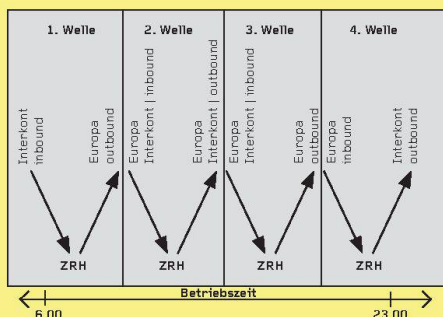 1. Welle
2. Welle
3. Welle
4. Welle
Interkont
inbound
Europa
outbound
Europa
Interkont | inbound
Europa
Interkont | outbound
Europa
Interkont | inbound
Europa
outbound
Europa
inbound
Interkont
outbound
ZRH
ZRH
ZRH
ZRH
Betriebszeit
6.00
23.00